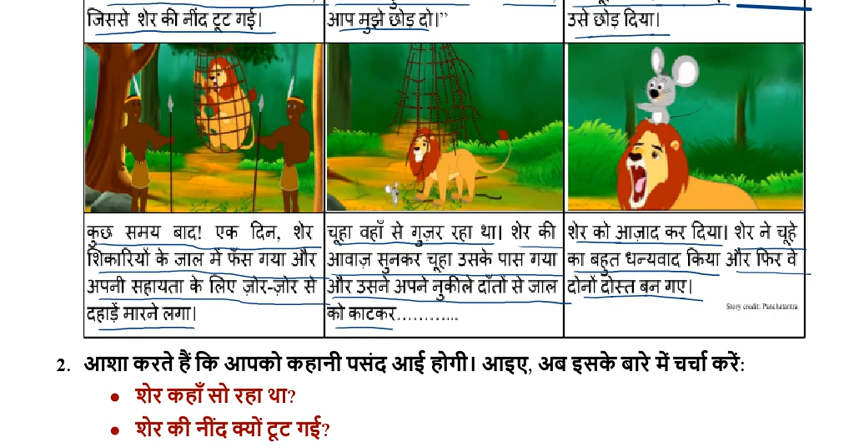 जिससे शेर की नींद टूट गई।
आप मुझे छोड़ दो।”
उसे छोड़ दिया।
कुछ समय बाद! एक दिन, शेर
शिकारियों के जाल में फँस गया और
अपनी सहायता के लिए ज़ोर-ज़ोर से
दहाड़ें मारने लगा।
चूहा वहाँ से गुज़र रहा था। शेर की
आवाज़ सुनकर चूहा उसके पास गया
और उसने अपने नुकीले दाँतों से जाल
को काटकर............
शेर को आज़ाद कर दिया। शेर ने चूहे
का बहुत धन्यवाद किया और फिर वे
दोनों दोस्त बन गए।
Story credit: Panchatantra
2. आशा करते हैं कि आपको कहानी पसंद आई होगी। आइए, अब इसके बारे में चर्चा करें:
• शेर कहाँ सो रहा था?
• शेर की नींद क्यों टूट गई?